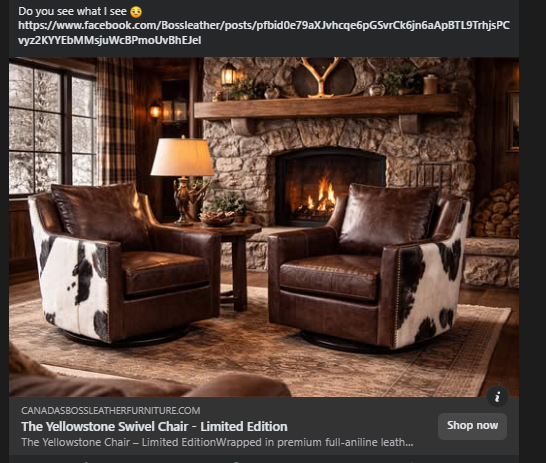 Do you see what I see 😒
https://www.facebook.com/Bossleather/posts/pfbid0e79aXJvhcqe6pGSvrCk6jn6aApBTL9TrhjsPC
vyz2KYYEbMMsjuWcBPmoUvBhEJel
i
CANADASBOSSLEATHERFURNITURE.COM
The Yellowstone Swivel Chair - Limited Edition
Shop now
The Yellowstone Chair – Limited EditionWrapped in premium full-aniline leath...